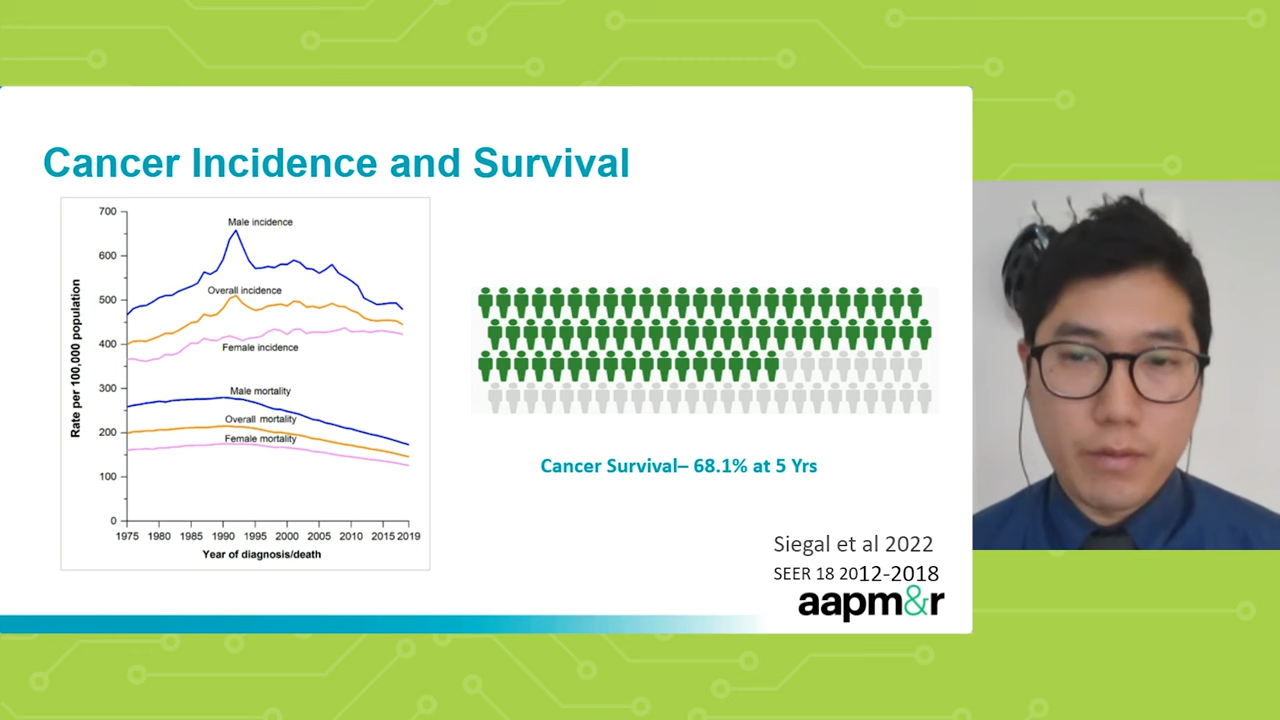 Cancer Incidence and Survival
700
600
500
400
300
200
100
0
Rate per 100,000 population
Male incidence
Overall incidence
Female incidence
Male mortality
Overall mortality
Female mortality
1975 1980 1985 1990 1995 2000 2005 2010 2015 2019
Year of diagnosis/death
Cancer Survival– 68.1% at 5 Yrs
Siegal et al 2022
SEER 18 2012-2018
aapm&r